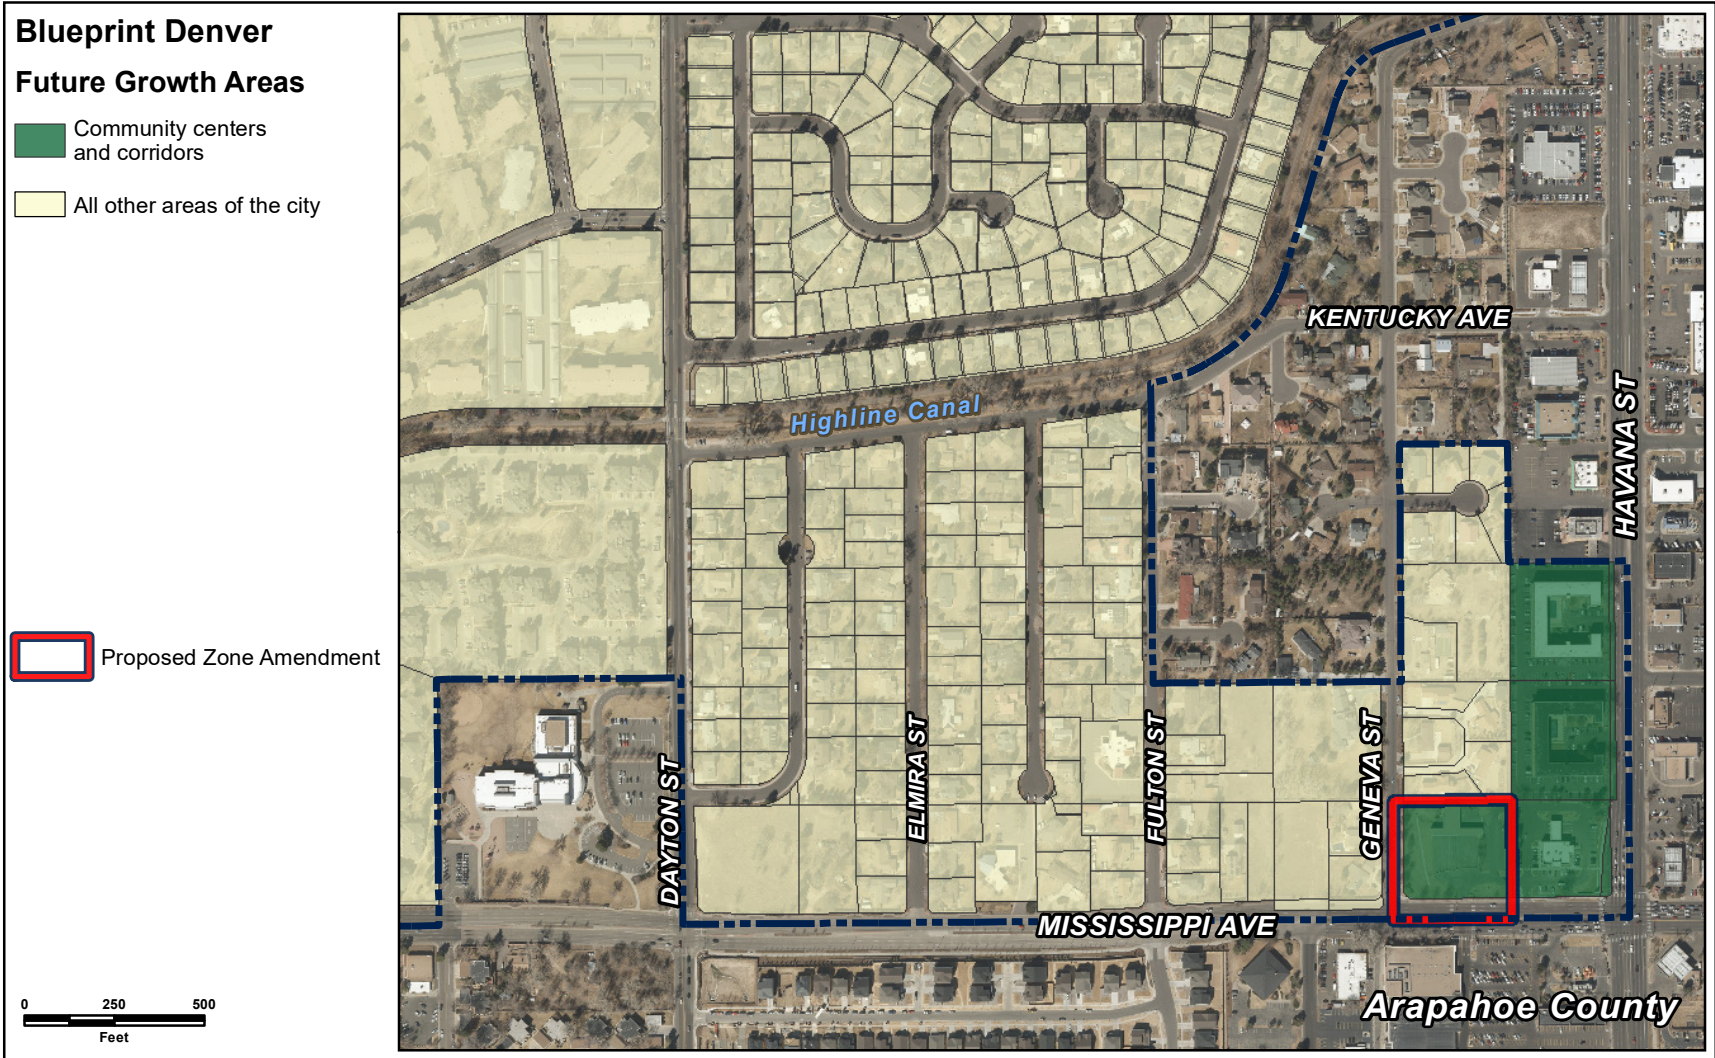 Blueprint Denver
Future Growth Areas
Community centers
and corridors
All other areas of the city
Proposed Zone Amendment
0 250 500
Feet
KENTUCKY AVE
Highline Canal
HAVANA ST
DAYTON ST
ELMIRA ST
FULTON ST
GENEVA ST
MISSISSIPPI AVE
Arapahoe County